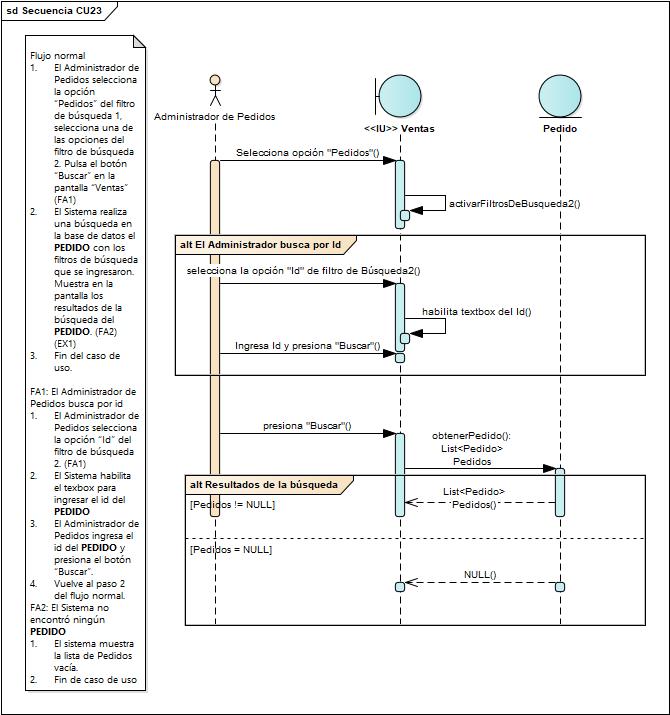 sd Secuencia CU23
Flujo normal
1. El Administrador de
Pedidos selecciona
la opción
"Pedidos" del filtro
de búsqueda 1,
selecciona una de
las opciones del
filtro de búsqueda
2. Pulsa el botón
"Buscar" en la
pantalla "Ventas"
(FA1)
2. El Sistema realiza
una búsqueda en
la base de datos el
PEDIDO con los
filtros de búsqueda
que se ingresaron.
Muestra en la
pantalla los
resultados de la
búsqueda del
PEDIDO. (FA2)
(EX1)
3. Fin del caso de
uso.
FA1: El Administrador de
Pedidos busca por id
1. El Administrador de
Pedidos selecciona
la opción "Id" del
filtro de búsqueda
2. (FA1)
2. El Sistema habilita
el texbox para
ingresar el id del
PEDIDO
3. El Administrador de
Pedidos ingresa el
id del PEDIDO y
presiona el botón
"Buscar".
4. Vuelve al paso 2
del flujo normal.
FA2: El Sistema no
encontró ningún
PEDIDO
1. El sistema muestra
la lista de Pedidos
vacía.
2. Fin de caso de uso
Administrador de Pedidos
<<IU>> Ventas
Pedido
Selecciona opción "Pedidos"()
activarFiltrosDeBusqueda2()
alt El Administrador busca por Id
selecciona la opción "Id" de filtro de Búsqueda2()
habilita textbox del Id()
Ingresa Id y presiona "Buscar"()
presiona "Buscar"()
obtenerPedido():
List<Pedido>
Pedidos
alt Resultados de la búsqueda
[Pedidos != NULL]
List<Pedido>
Pedidos()
[Pedidos = NULL]
NULL()